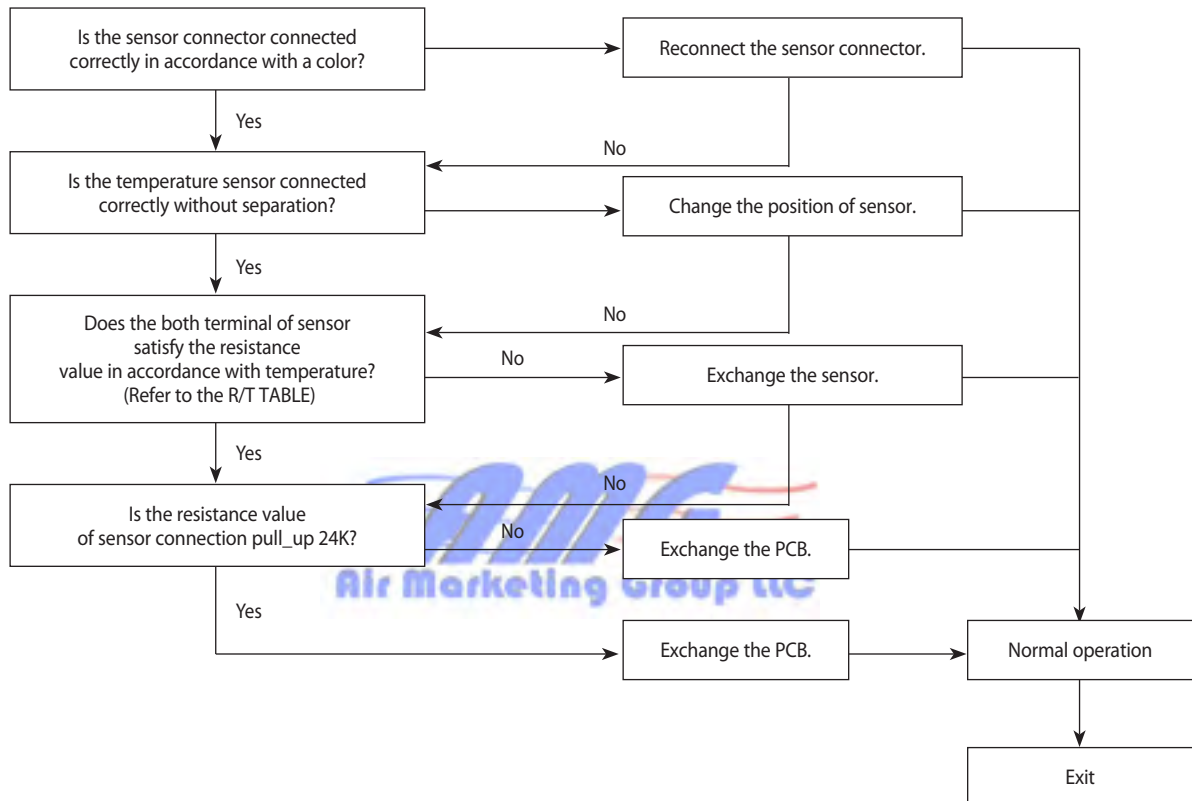 Is the sensor connector connected
correctly in accordance with a color?
Reconnect the sensor connector.
Yes
No
Is the temperature sensor connected
correctly without separation?
Change the position of sensor.
Yes
No
Does the both terminal of sensor
satisfy the resistance
value in accordance with temperature?
(Refer to the R/T TABLE)
No
Exchange the sensor.
Yes
AMG
No
Is the resistance value
of sensor connection pull_up 24K?
No
Exchange the PCB.
Air Marketing Group LLC
Yes
Exchange the PCB.
Normal operation
Exit